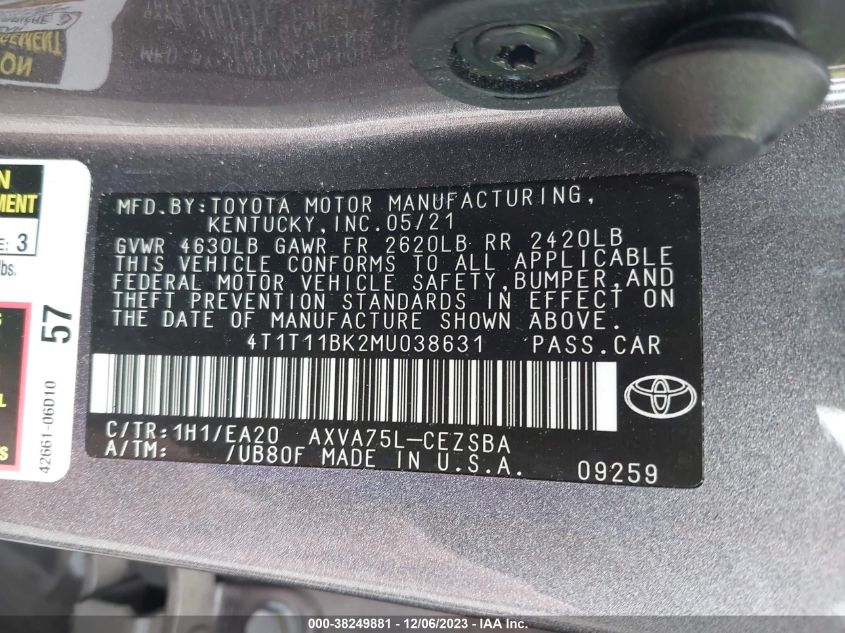 MFD.BY:TOYOTA MOTOR MANUFACTURING,
KENTUCKY,INC.05/21
GVWR 4630LB GAWR FR 2620LB RR 2420LB
THIS VEHICLE CONFORMS TO ALL APPLICABLE
FEDERAL MOTOR VEHICLE SAFETY,BUMPER,AND
THEFT PREVENTION STANDARDS IN EFFECT ON
THE DATE OF MANUFACTURE SHOWN ABOVE.
4T1T11BK2MU038631 PASS.CAR
C/TR:1H1/EA20 AXVA75L-CEZSBA
A/TM: /UB80F MADE IN U.S.A. 09259
N
MENT
E: 3
lbs.
57
42661-06D10
000-38249881 - 12/06/2023 - IAA Inc.